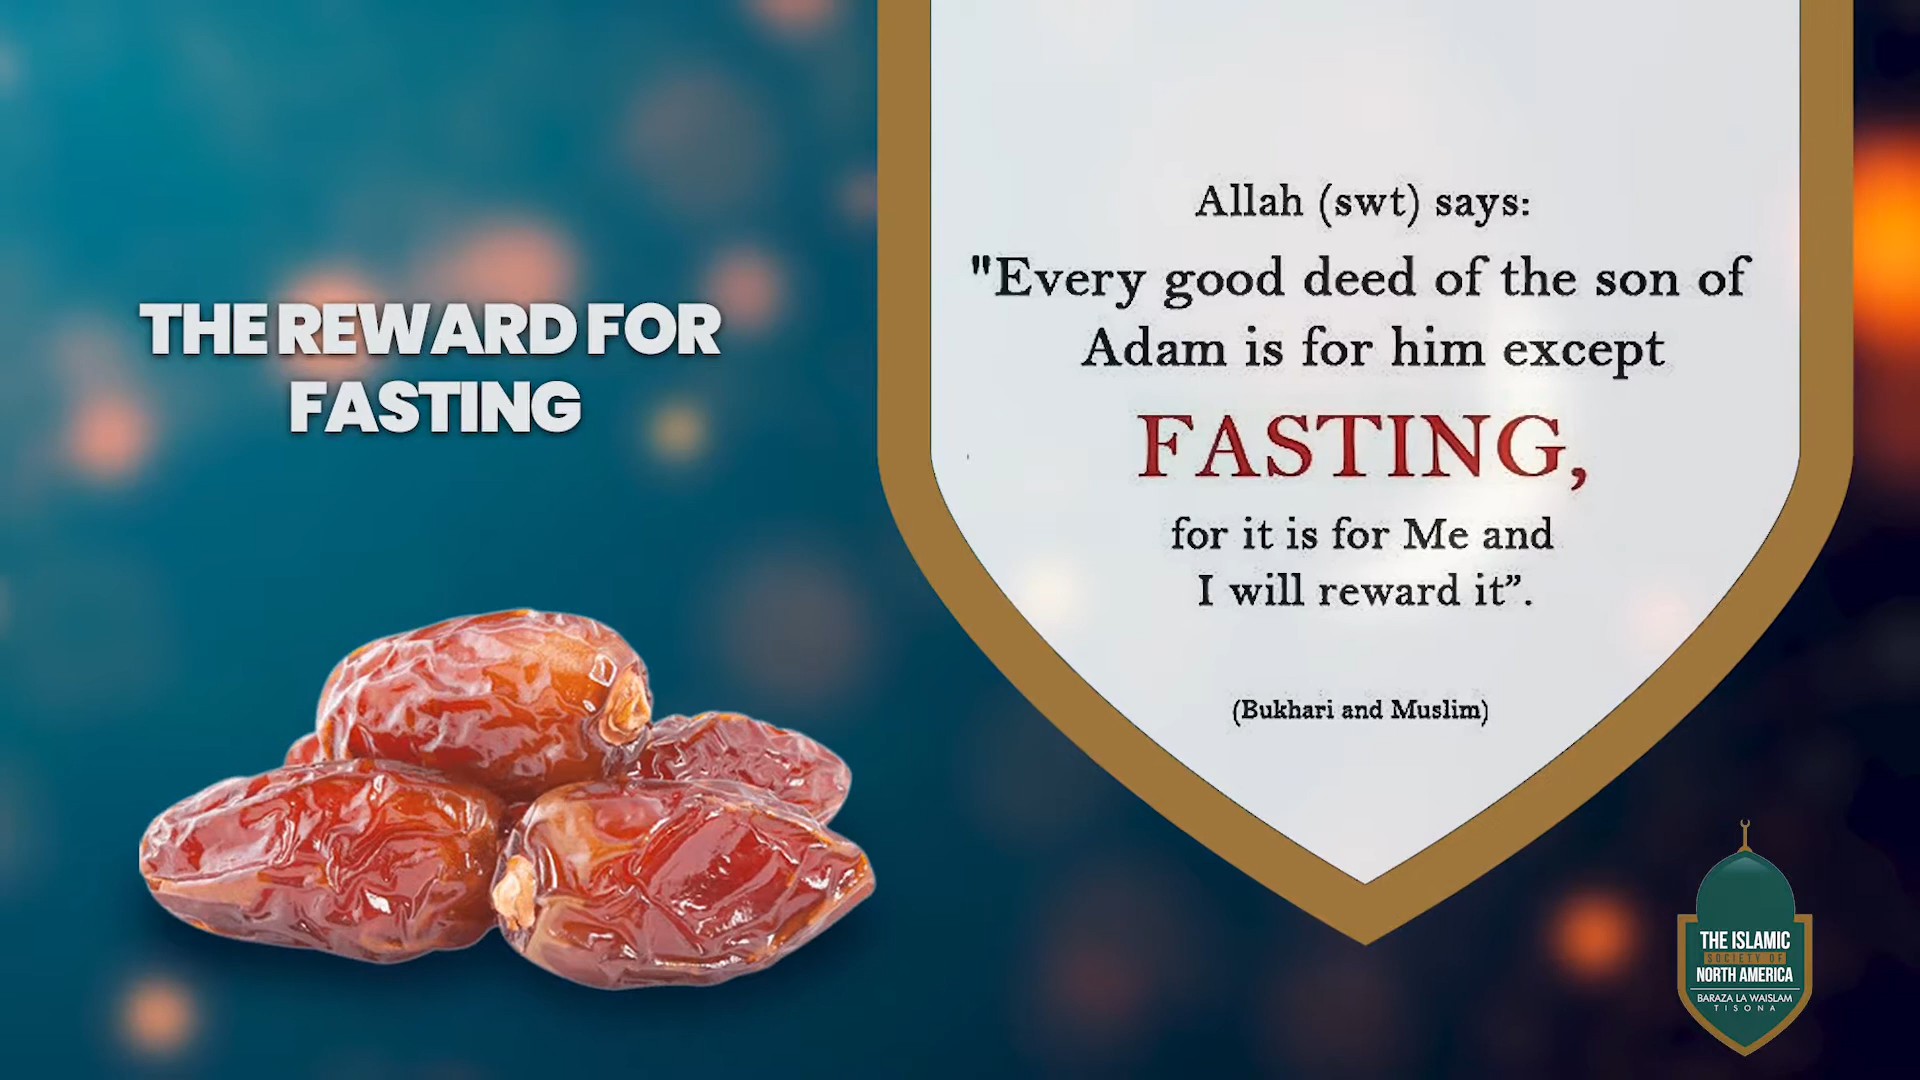 THE REWARD FOR
FASTING
Allah (swt) says:
"Every good deed of the son of
Adam is for him except
FASTING,
for it is for Me and
I will reward it”.
(Bukhari and Muslim)
THE ISLAMIC
SOCIETY OF
NORTH AMERICA
BARAZA LA WAISLAM
TISONA